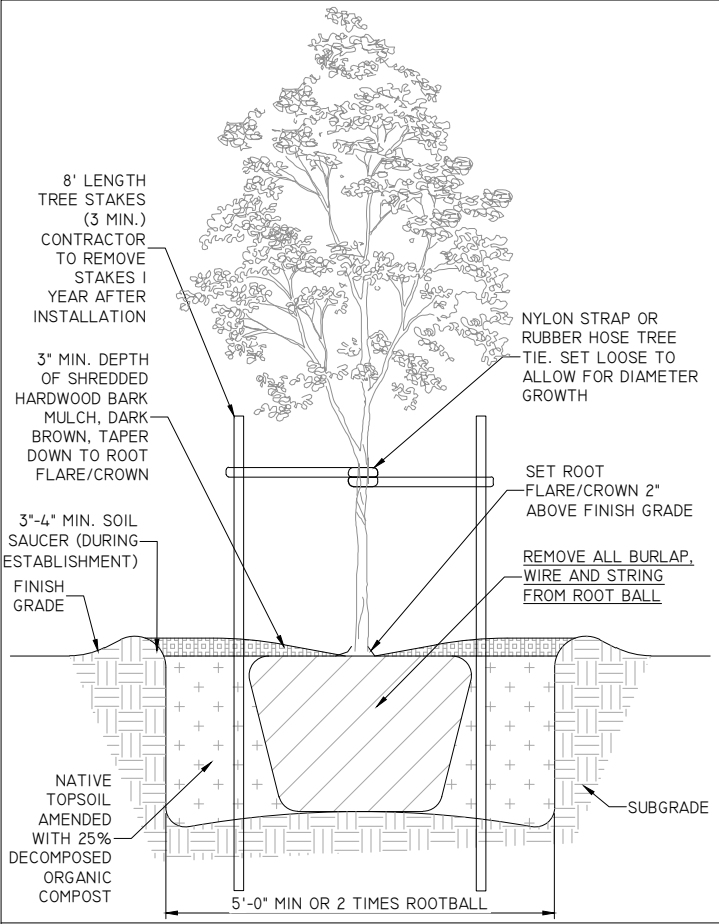 8' LENGTH
TREE STAKES
(3 MIN.)
CONTRACTOR
TO REMOVE
STAKES 1
YEAR AFTER
INSTALLATION
3" MIN. DEPTH
OF SHREDDED
HARDWOOD BARK
MULCH, DARK
BROWN, TAPER
DOWN TO ROOT
FLARE/CROWN
3"-4" MIN. SOIL
SAUCER (DURING
ESTABLISHMENT)
FINISH
GRADE
NATIVE
TOPSOIL
AMENDED
WITH 25%
DECOMPOSED
ORGANIC
COMPOST
NYLON STRAP OR
RUBBER HOSE TREE
TIE. SET LOOSE TO
ALLOW FOR DIAMETER
GROWTH
SET ROOT
FLARE/CROWN 2"
ABOVE FINISH GRADE
REMOVE ALL BURLAP,
WIRE AND STRING
FROM ROOT BALL
SUBGRADE
5'-0" MIN OR 2 TIMES ROOTBALL